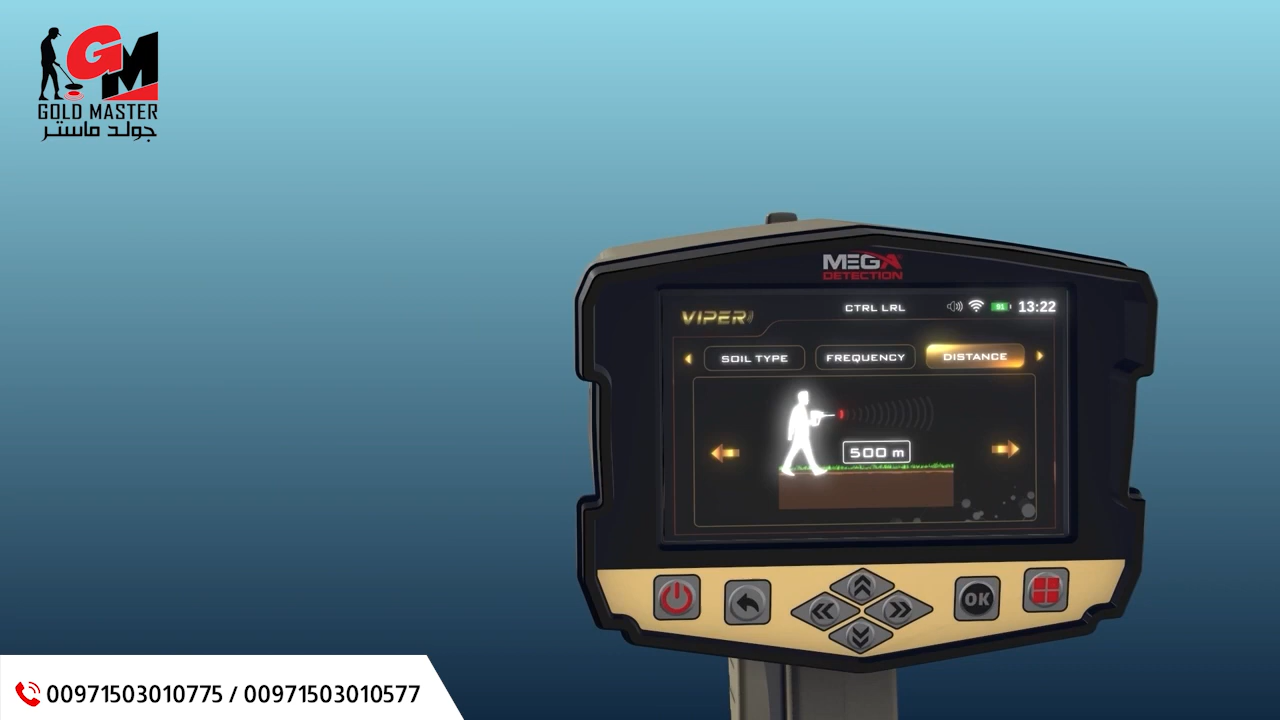 GM
GOLD MASTER
جولد ماستر
MEGA
DETECTION
VIPER
CTRL LRL
91
13:22
SOIL TYPE
FREQUENCY
DISTANCE
500 m
OK
00971503010775 / 00971503010577